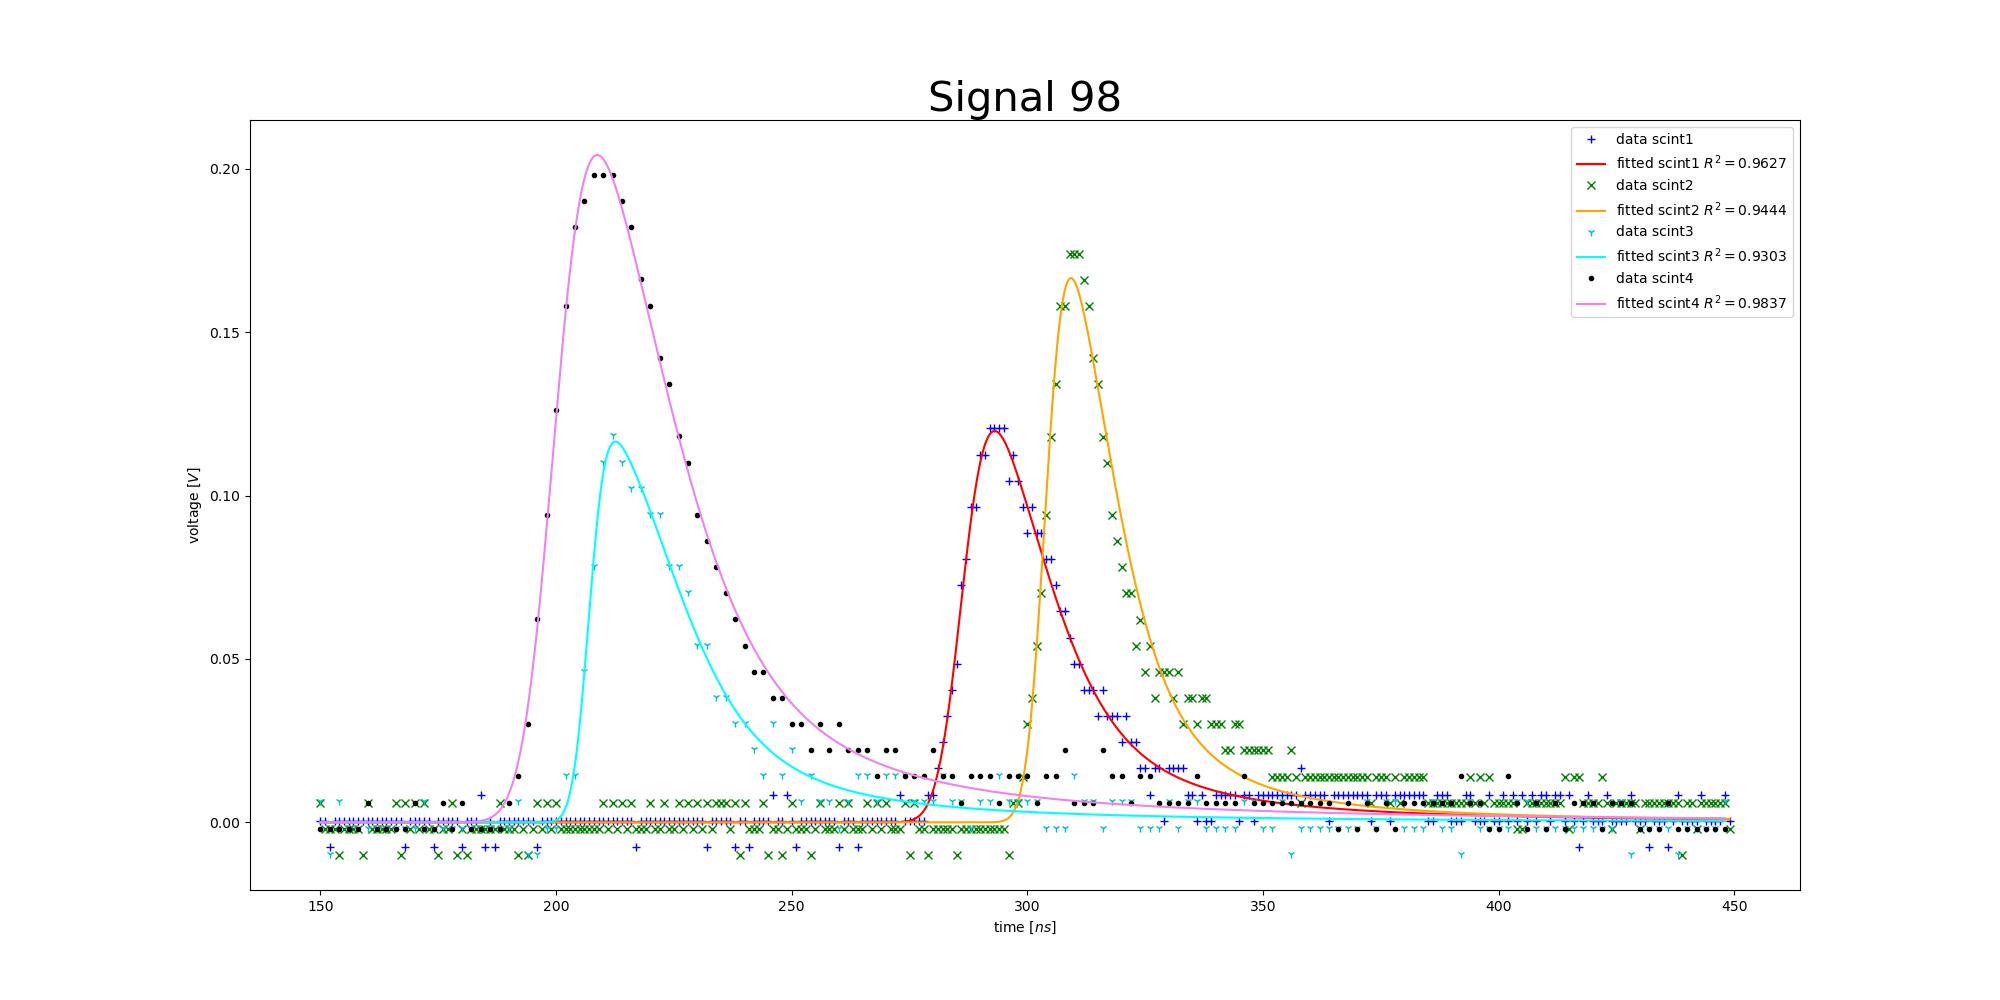 Signal 98
data scint1
fitted scint1 R² = 0.9627
data scint2
fitted scint2 R² = 0.9444
data scint3
fitted scint3 R² = 0.9303
data scint4
fitted scint4 R² = 0.9837
voltage [V]
0.20
0.15
0.10
0.05
0.00
150 200 250 300 350 400 450
time [ns]